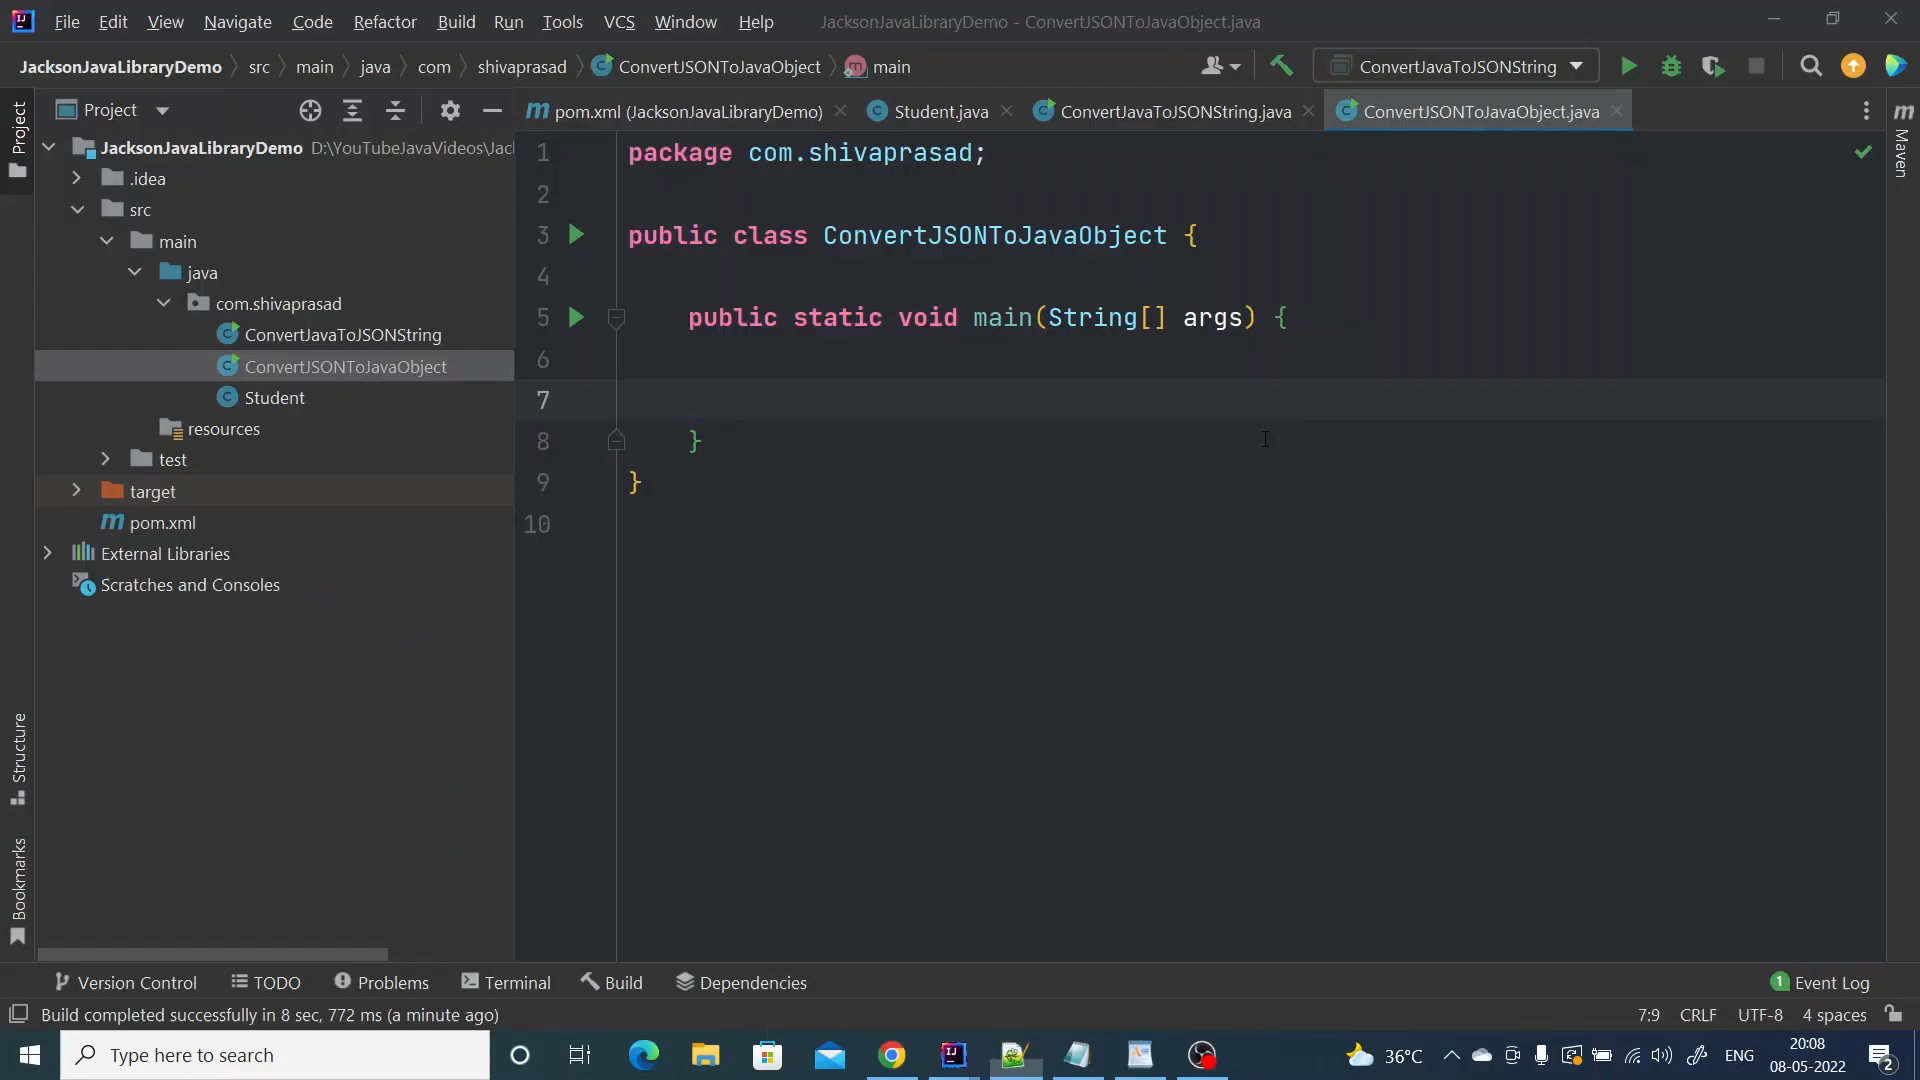 File Edit View Navigate Code Refactor Build Run Tools VCS Window Help JacksonJavaLibraryDemo - ConvertJSONToJavaObject.java
JacksonJavaLibraryDemo src main java com shivaprasad ConvertJSONToJavaObject m main ConvertJavaToJSONString
Project pom.xml (JacksonJavaLibraryDemo) Student.java ConvertJavaToJSONString.java ConvertJSONToJavaObject.java
Project
Maven
JacksonJavaLibraryDemo D:\YouTubeJavaVideos\Jac
.idea
src
main
java
com.shivaprasad
ConvertJavaToJSONString
ConvertJSONToJavaObject
Student
resources
test
target
pom.xml
External Libraries
Scratches and Consoles
1 package com.shivaprasad;
2
3 public class ConvertJSONToJavaObject {
4
5 public static void main(String[] args) {
6
7
8 }
9 }
10
Structure
Bookmarks
Version Control TODO Problems Terminal Build Dependencies 1 Event Log
Build completed successfully in 8 sec, 772 ms (a minute ago) 7:9 CRLF UTF-8 4 spaces
Type here to search 36°C ENG 20:08
08-05-2022 2